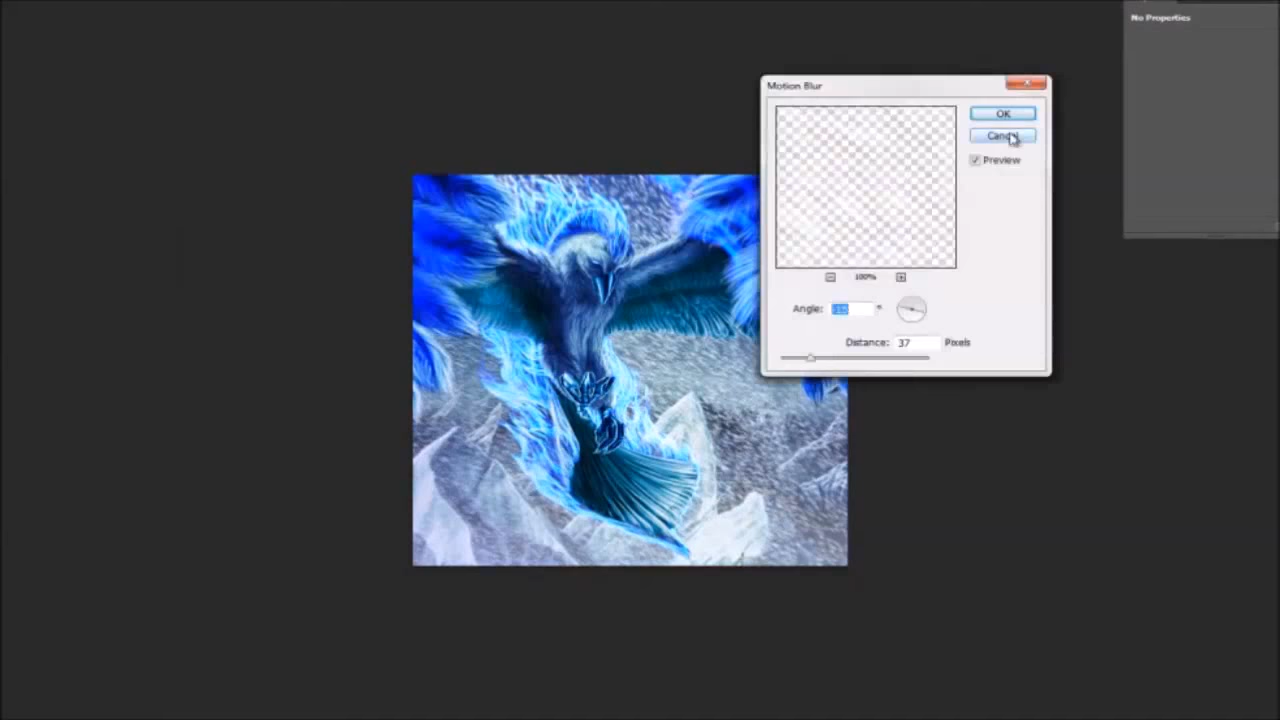 No Properties
Motion Blur
OK
Cancel
Preview
100%
Angle: °
Distance: 37 Pixels